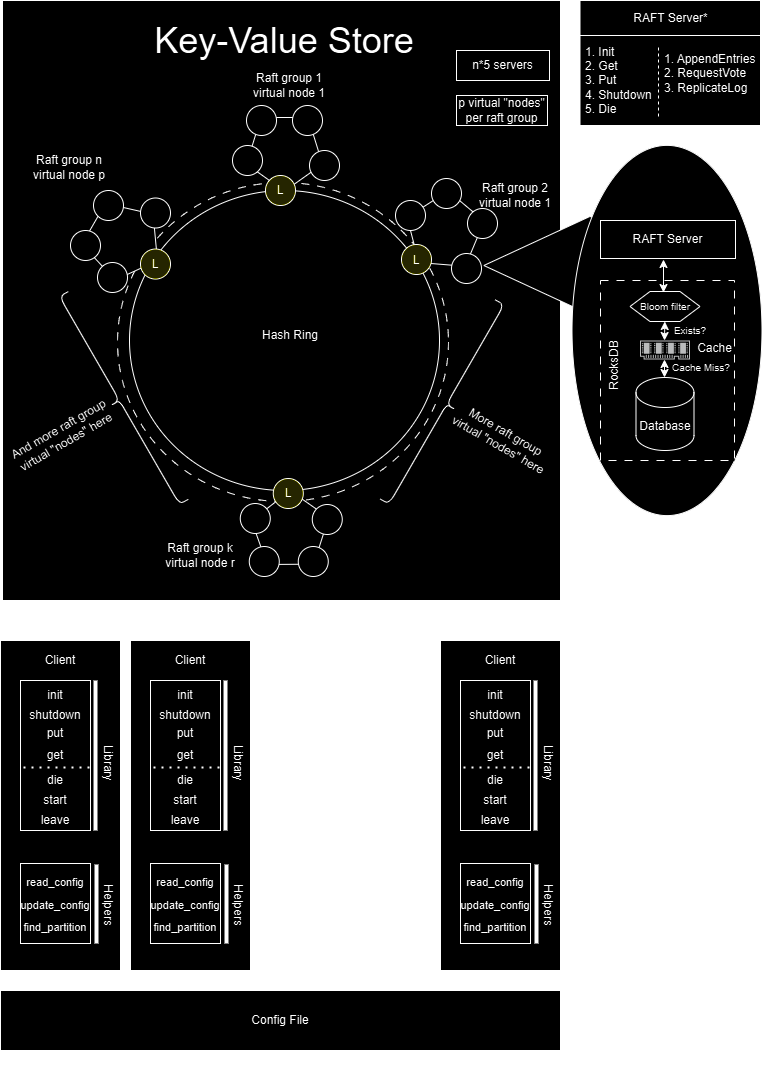 Key-Value Store
n*5 servers
p virtual "nodes"
per raft group
Raft group 1
virtual node 1
Raft group n
virtual node p
Raft group 2
virtual node 1
L
L
L
Hash Ring
And more raft group
virtual "nodes" here
More raft group
virtual "nodes" here
L
Raft group k
virtual node r
RAFT Server*
1. Init
2. Get
3. Put
4. Shutdown
5. Die
1. AppendEntries
2. RequestVote
3. ReplicateLog
RAFT Server
Bloom filter
Exists?
RocksDB
Cache
Cache Miss?
Database
Client
init
shutdown
put
get
die
start
leave
Library
read_config
update_config
find_partition
Helpers
Client
init
shutdown
put
get
die
start
leave
Library
read_config
update_config
find_partition
Helpers
Client
init
shutdown
put
get
die
start
leave
Library
read_config
update_config
find_partition
Helpers
Config File